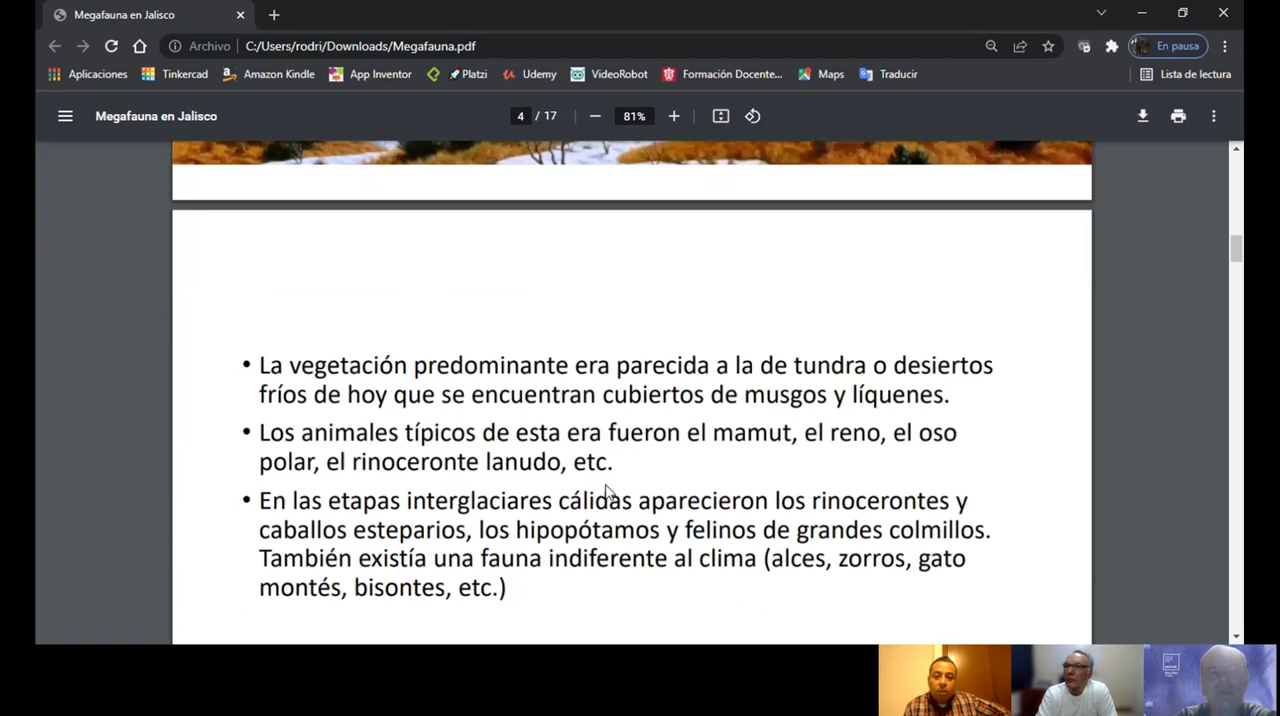 Megafauna en Jalisco
Archivo C:/Users/rodri/Downloads/Megafauna.pdf En pausa
Aplicaciones Tinkercad Amazon Kindle App Inventor Platzi Udemy VideoRobot Formación Docente... Maps Traducir Lista de lectura
Megafauna en Jalisco 4 / 17 81%
• La vegetación predominante era parecida a la de tundra o desiertos
fríos de hoy que se encuentran cubiertos de musgos y líquenes.
• Los animales típicos de esta era fueron el mamut, el reno, el oso
polar, el rinoceronte lanudo, etc.
• En las etapas interglaciares cálidas aparecieron los rinocerontes y
caballos esteparios, los hipopótamos y felinos de grandes colmillos.
También existía una fauna indiferente al clima (alces, zorros, gato
montés, bisontes, etc.)